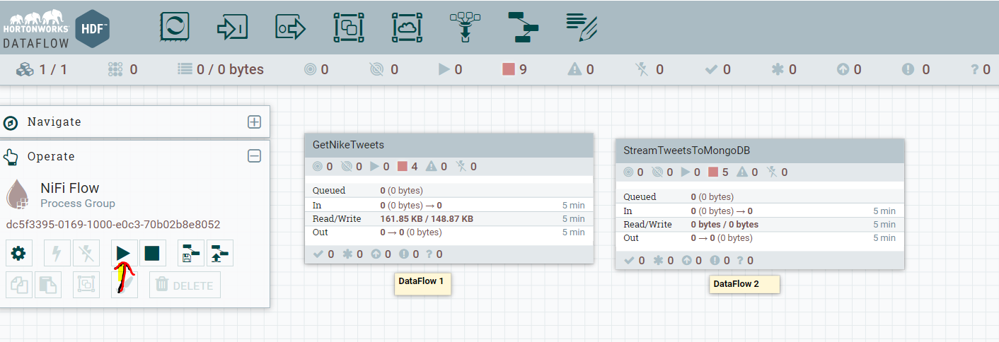 HORTONWORKS
DATAFLOW
HDF™
1 / 1 0 0 / 0 bytes 0 0 0 9 0 0 0 0 0 0 ? 0
Navigate
Operate
NiFi Flow
Process Group
dc5f3395-0169-1000-e0c3-70b02b8e8052
DELETE
GetNikeTweets
0 0 0 4 0 0
Queued 0 (0 bytes)
In 0 (0 bytes) → 0 5 min
Read/Write 161.85 KB / 148.87 KB 5 min
Out 0 → 0 (0 bytes) 5 min
0 0 0 0 ? 0
DataFlow 1
StreamTweetsToMongoDB
0 0 0 5 0 0
Queued 0 (0 bytes)
In 0 (0 bytes) → 0 5 min
Read/Write 0 bytes / 0 bytes 5 min
Out 0 → 0 (0 bytes) 5 min
0 0 0 0 ? 0
DataFlow 2